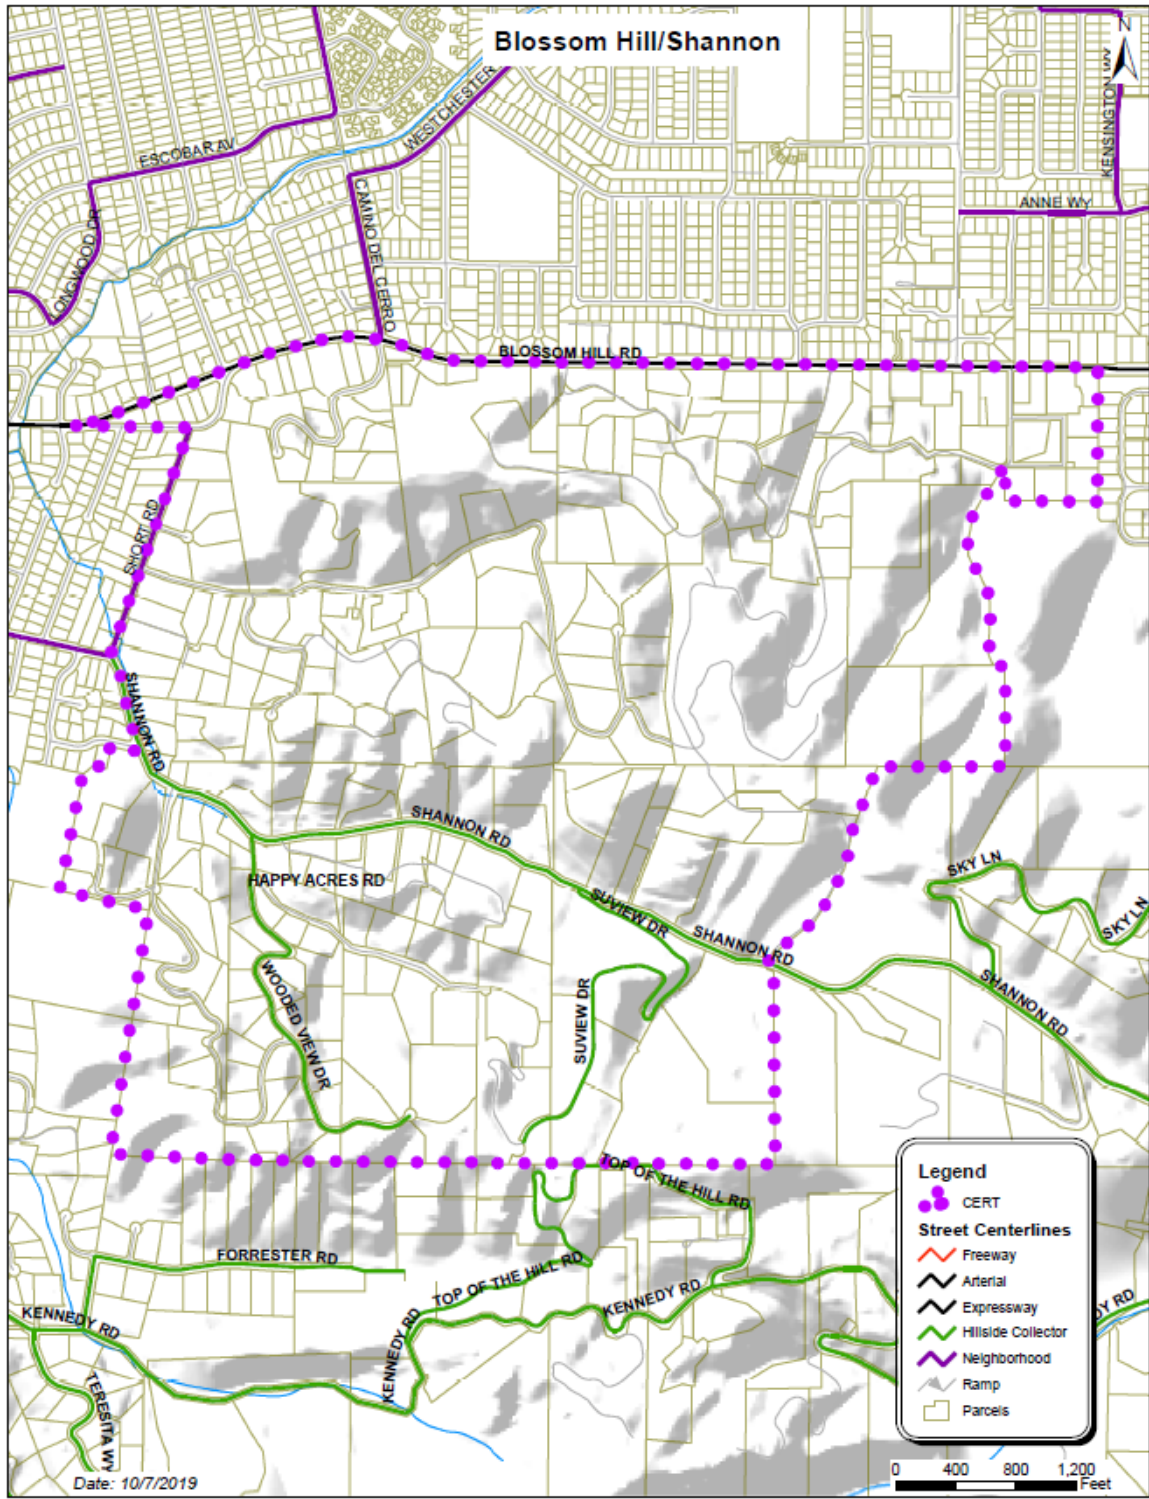 Blossom Hill/Shannon
N
WESTCHESTER
KENSINGTON WY
ESCOBAR AV
CAMINO DEL CERRO
ANNE WY
ONGWOOD DR
BLOSSOM HILL RD
SHORT RD
SHANNON RD
SHANNON RD
HAPPY ACRES RD
SUVIEW DR
SHANNON RD
SKY LN
SKY LN
WOODED VIEW DR
SUVIEW DR
SHANNON RD
TOP OF THE HILL RD
FORRESTER RD
TOP OF THE HILL RD
KENNEDY RD
KENNEDY RD
KENNEDY RD
DY RD
TERESITA WY
Legend
CERT
Street Centerlines
Freeway
Arterial
Expressway
Hillside Collector
Neighborhood
Ramp
Parcels
Date: 10/7/2019
0 400 800 1,200
Feet